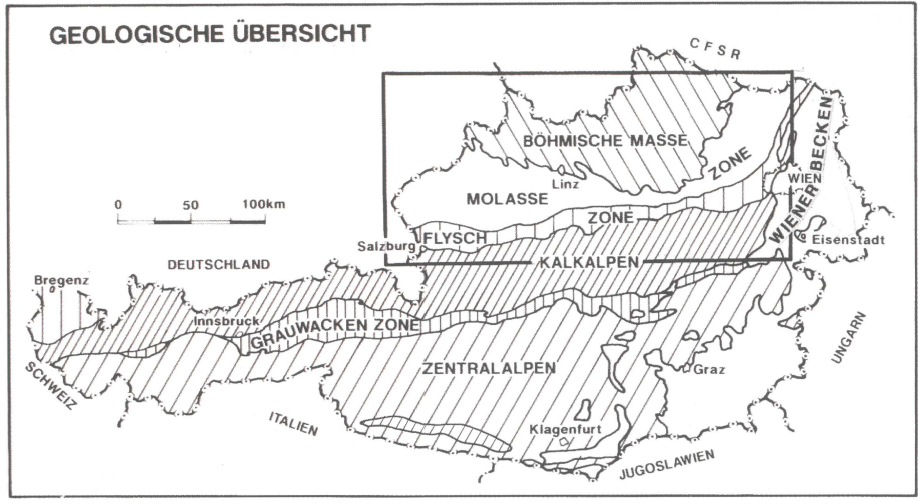 GEOLOGISCHE ÜBERSICHT
CFSR
BÖHMISCHE MASSE
ZONE
WIENER BECKEN
WIEN
Linz
MOLASSE
0 50 100km
ZONE
FLYSCH
Salzburg
Eisenstadt
KALKALPEN
DEUTSCHLAND
Bregenz
Innsbruck
GRAUWACKEN ZONE
UNGARN
ZENTRALALPEN
Graz
SCHWEIZ
ITALIEN
Klagenfurt
JUGOSLAWIEN